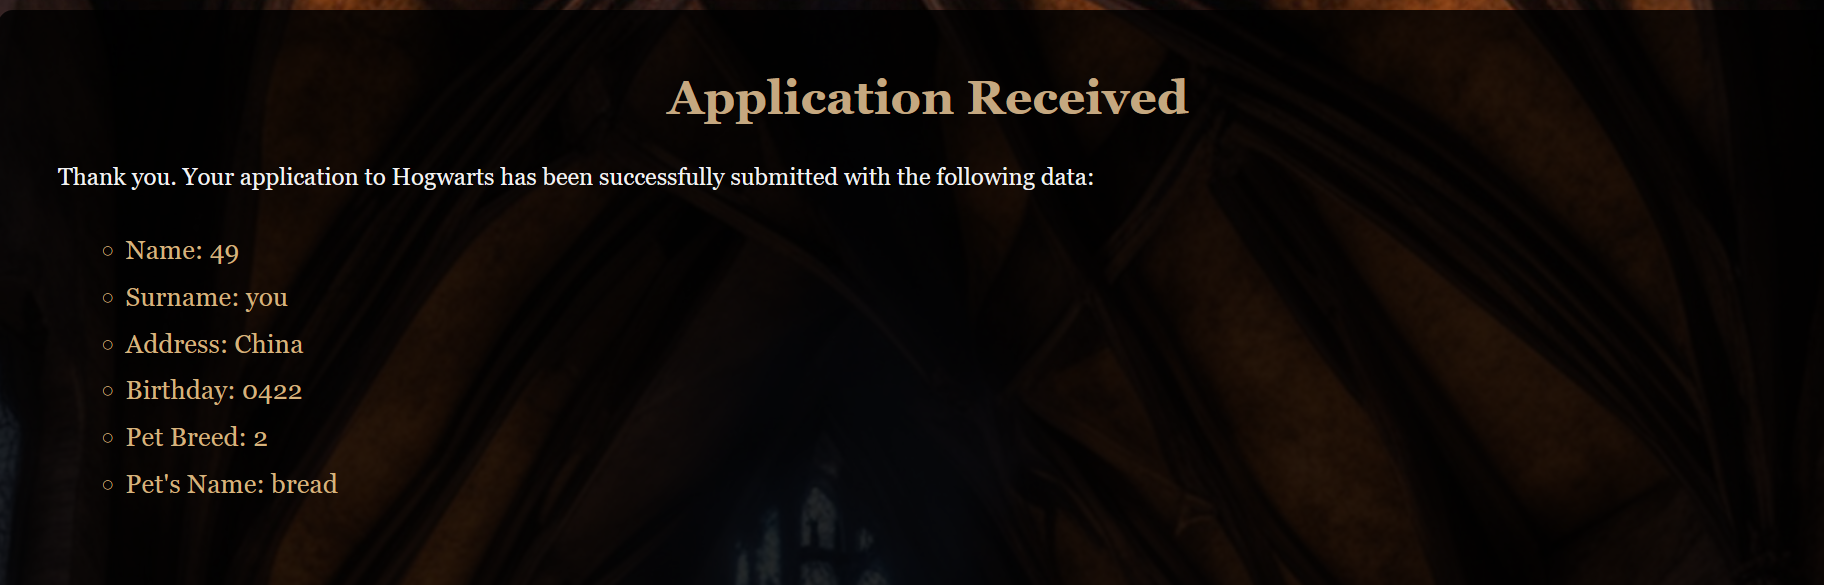 Application Received
Thank you. Your application to Hogwarts has been successfully submitted with the following data:
Name: 49
Surname: you
Address: China
Birthday: 0422
Pet Breed: 2
Pet's Name: bread